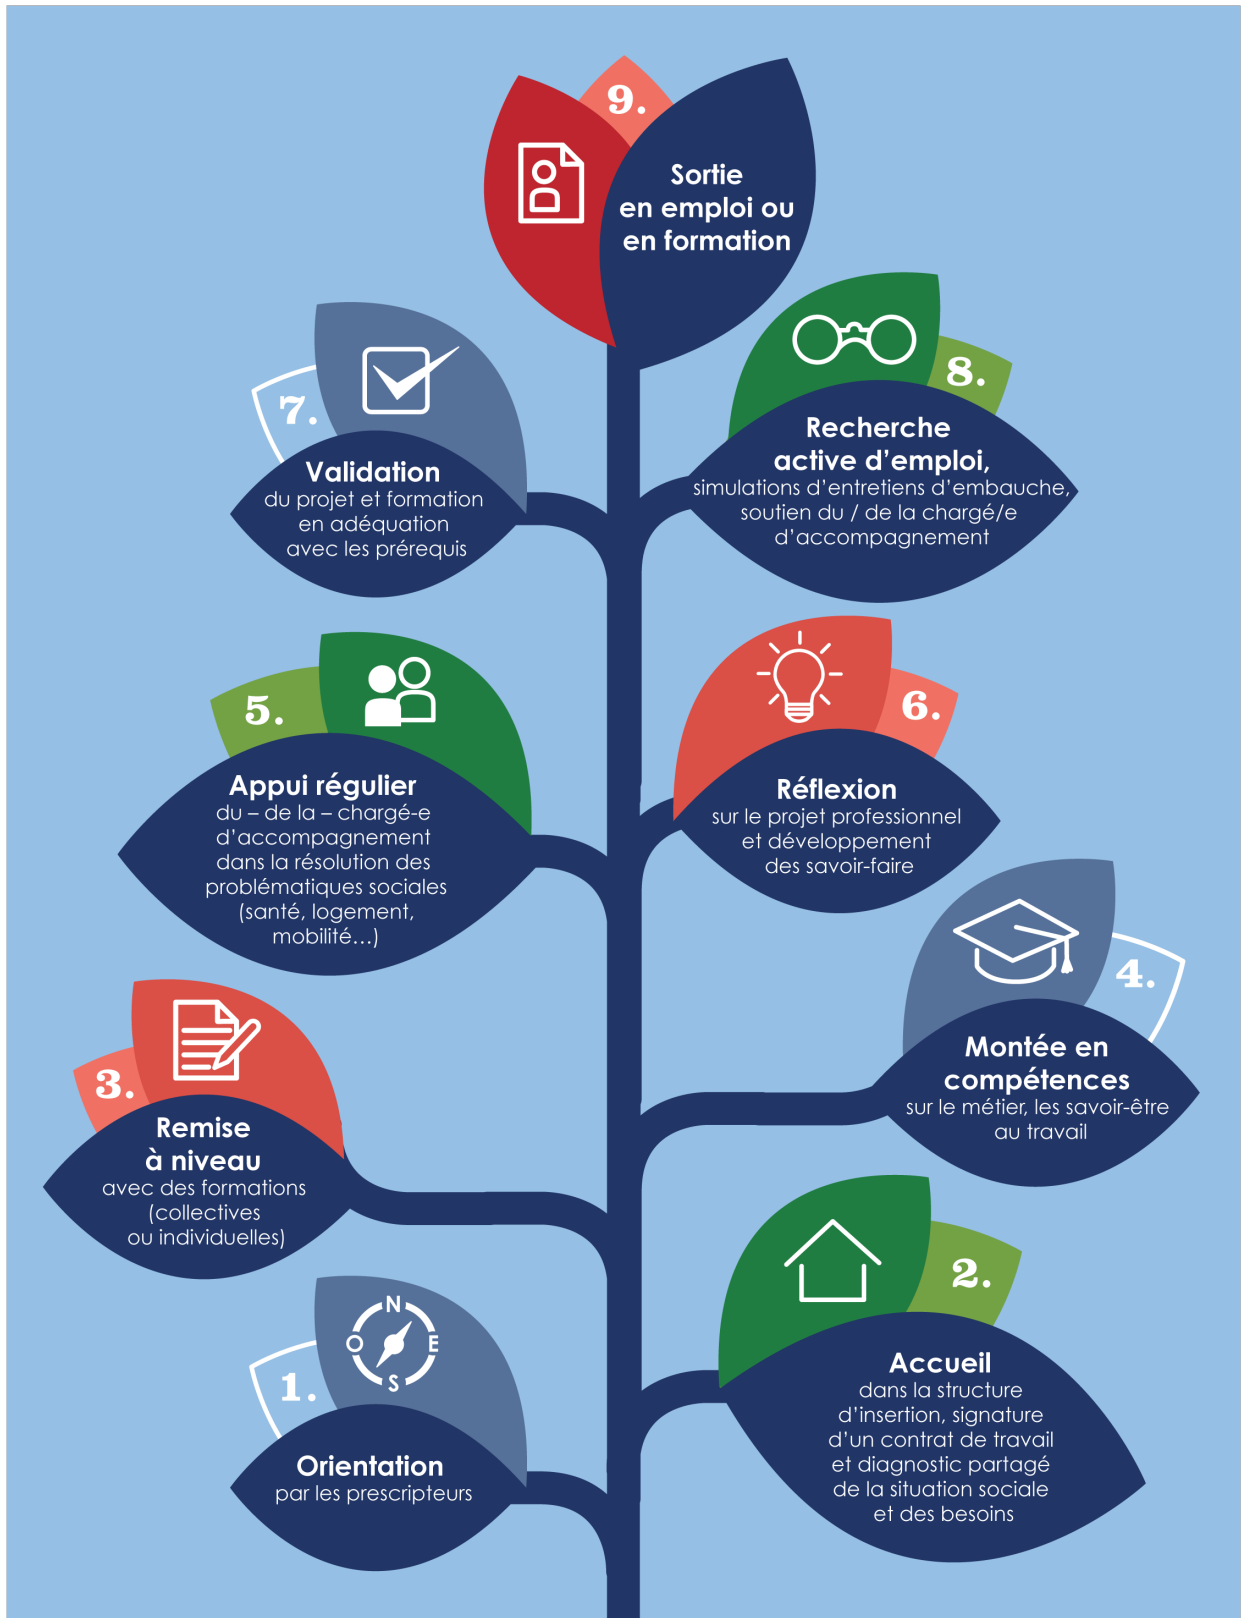 9.
Sortie
en emploi ou
en formation
8.
Recherche
active d’emploi,
simulations d’entretiens d’embauche,
soutien du / de la chargé/e
d’accompagnement
7.
Validation
du projet et formation
en adéquation
avec les prérequis
6.
Réflexion
sur le projet professionnel
et développement
des savoir-faire
5.
Appui régulier
du – de la – chargé-e
d’accompagnement
dans la résolution des
problématiques sociales
(santé, logement,
mobilité...)
4.
Montée en
compétences
sur le métier, les savoir-être
au travail
3.
Remise
à niveau
avec des formations
(collectives
ou individuelles)
2.
Accueil
dans la structure
d’insertion, signature
d’un contrat de travail
et diagnostic partagé
de la situation sociale
et des besoins
1.
N
O E
S
Orientation
par les prescripteurs